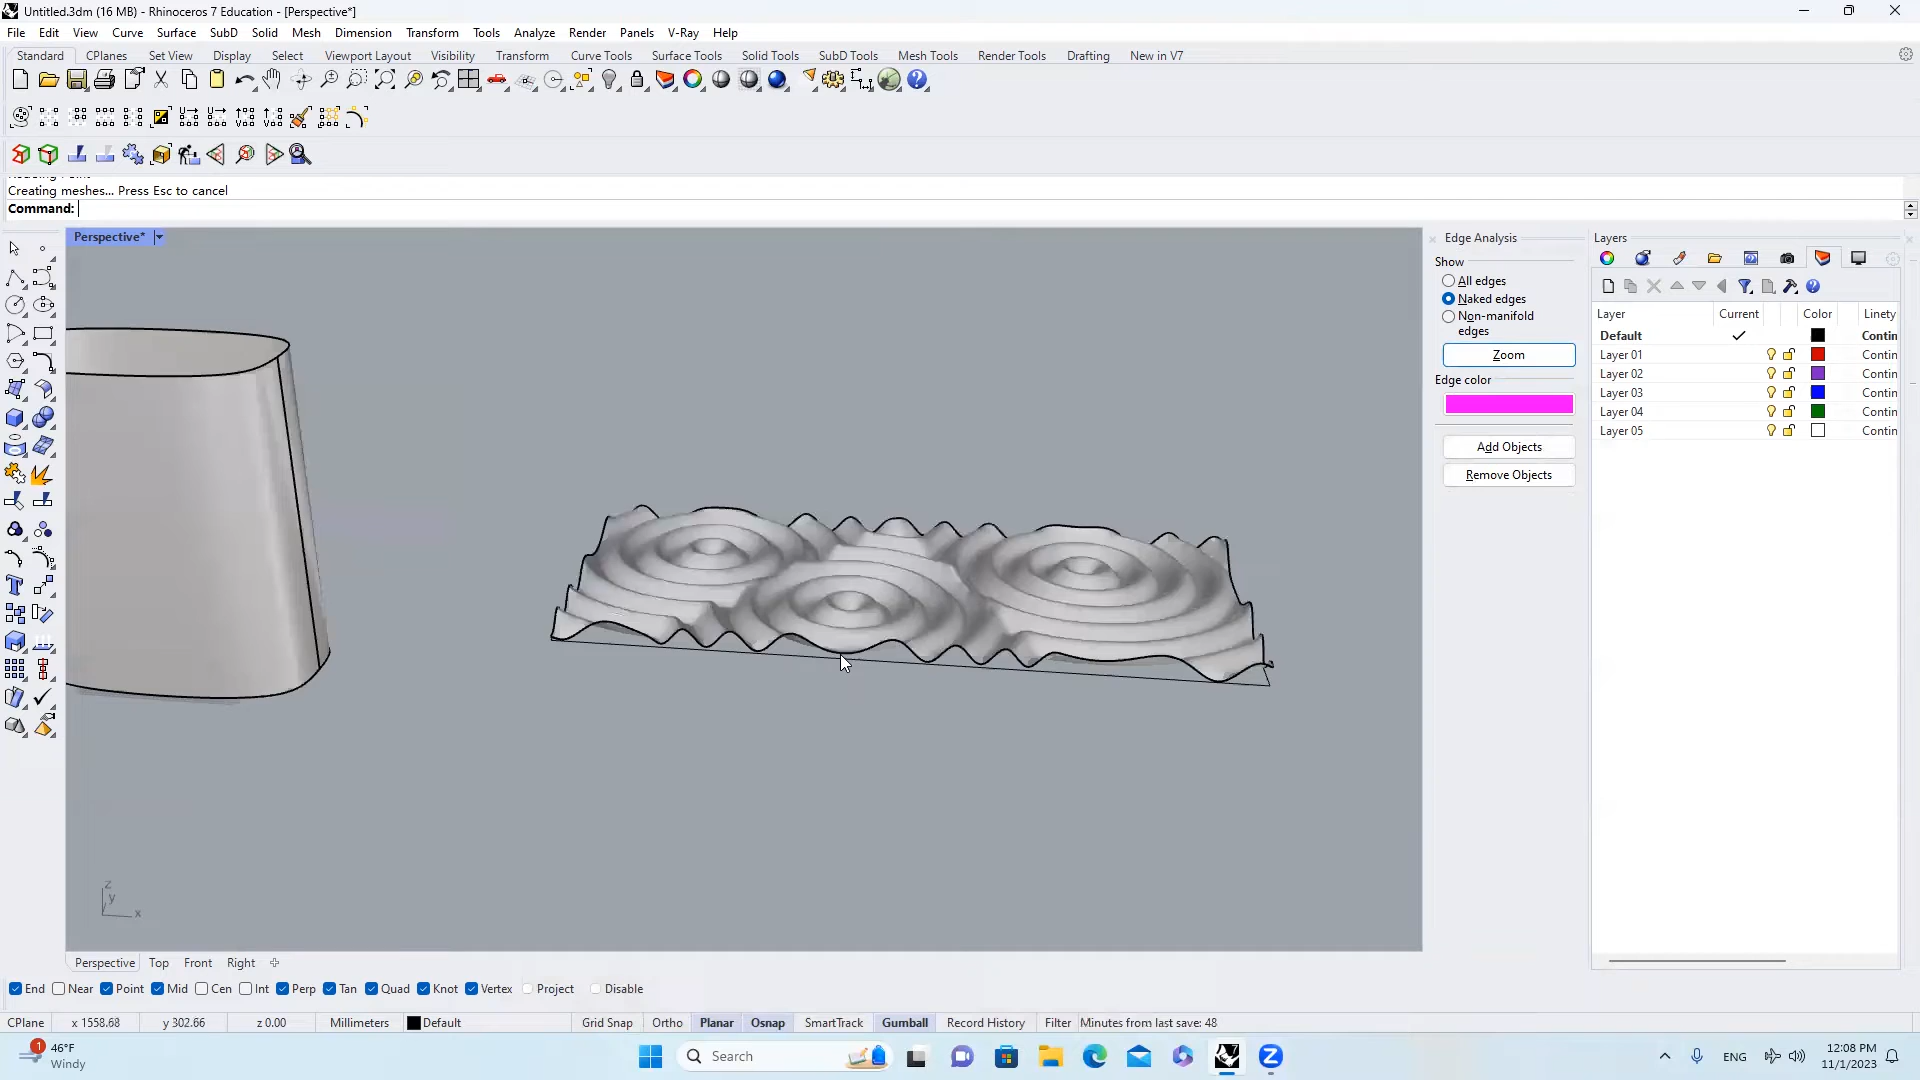 Untitled.3dm (16 MB) - Rhinoceros 7 Education - [Perspective*]
File Edit View Curve Surface SubD Solid Mesh Dimension Transform Tools Analyze Render Panels V-Ray Help
Standard CPlanes Set View Display Select Viewport Layout Visibility Transform Curve Tools Surface Tools Solid Tools SubD Tools Mesh Tools Render Tools Drafting New in V7
Creating meshes... Press Esc to cancel
Command:
Perspective*
Edge Analysis
Show
All edges
Naked edges
Non-manifold
edges
Zoom
Edge color
Add Objects
Remove Objects
Layers
Layer Current Color Linety
Default Contin
Layer 01 Contin
Layer 02 Contin
Layer 03 Contin
Layer 04 Contin
Layer 05 Contin
z
y
x
Perspective Top Front Right
End Near Point Mid Cen Int Perp Tan Quad Knot Vertex Project Disable
CPlane x 1558.68 y 302.66 z 0.00 Millimeters Default Grid Snap Ortho Planar Osnap SmartTrack Gumball Record History Filter Minutes from last save: 48
1
46°F
Windy
Search
7
Z
ENG
12:08 PM
11/1/2023